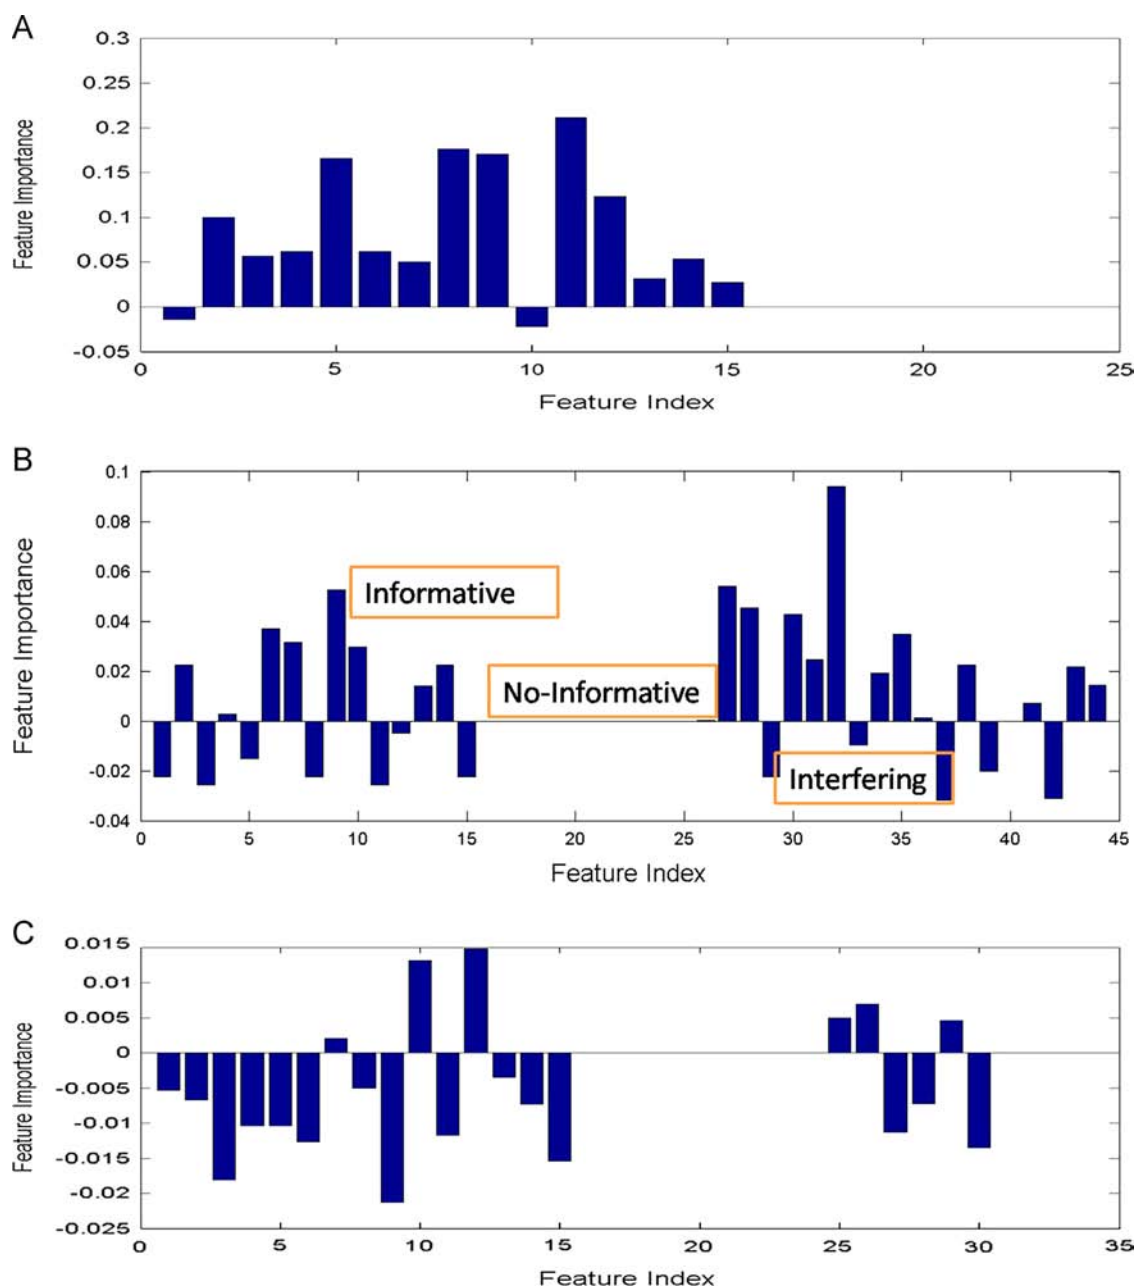 A
0.3
0.25
0.2
0.15
0.1
0.05
0
-0.05
Feature Importance
0 5 10 15 20 25
Feature Index
B
0.1
0.08
0.06
0.04
0.02
0
-0.02
-0.04
Feature Importance
Informative
No-Informative
Interfering
0 5 10 15 20 25 30 35 40 45
Feature Index
C
0.015
0.01
0.005
0
-0.005
-0.01
-0.015
-0.02
-0.025
Feature Importance
0 5 10 15 20 25 30 35
Feature Index